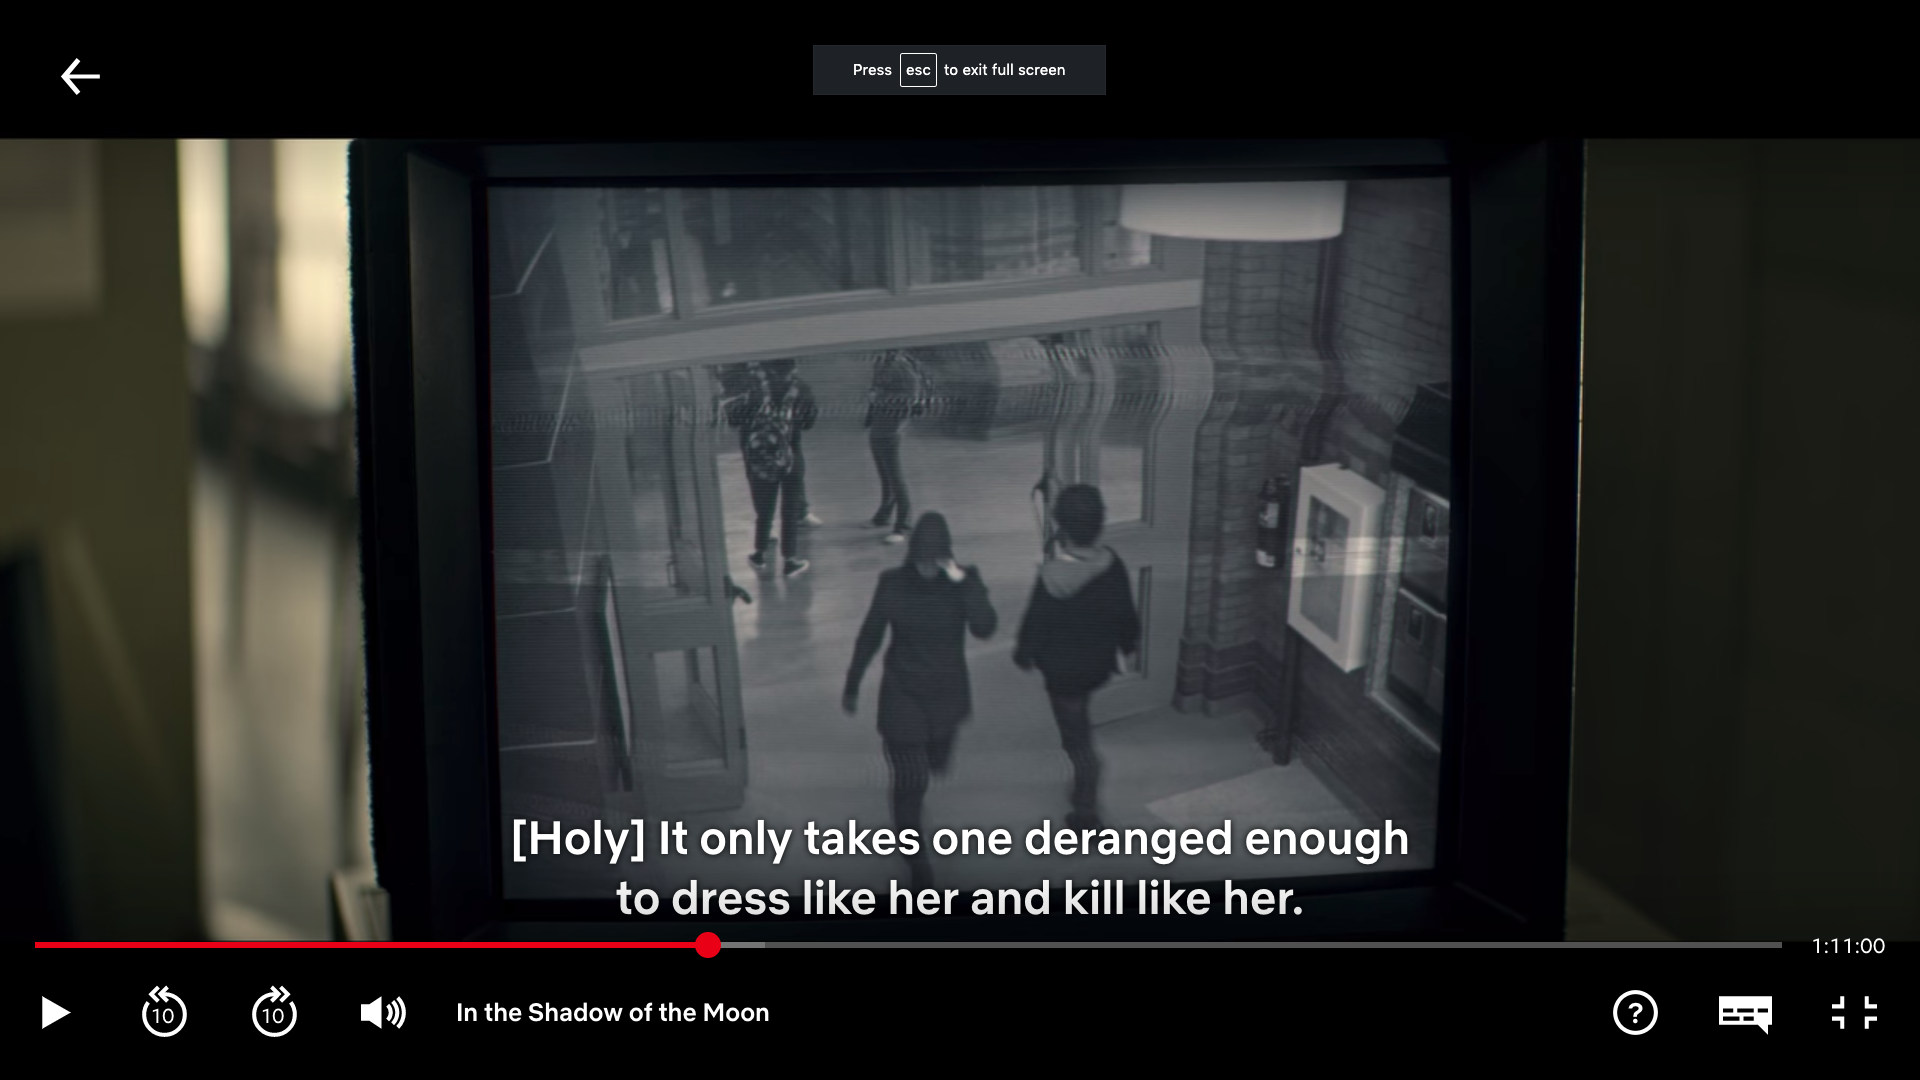 Press esc to exit full screen
[Holy] It only takes one deranged enough
to dress like her and kill like her.
1:11:00
10
10
In the Shadow of the Moon
?